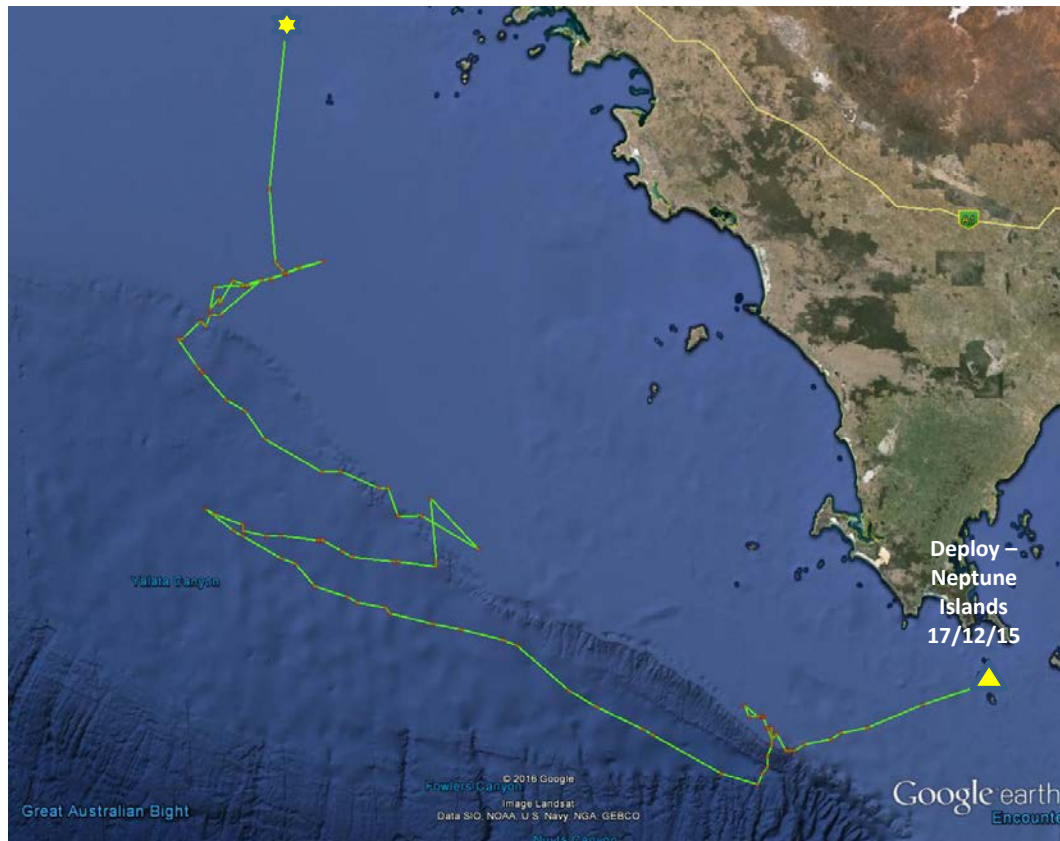 Deploy –
Neptune
Islands
17/12/15
Yalata Canyon
© 2016 Google
Fowlers Canyon
Image Landsat
Data SIO, NOAA, U.S. Navy, NGA, GEBCO
Google earth
Great Australian Bight
Encounte